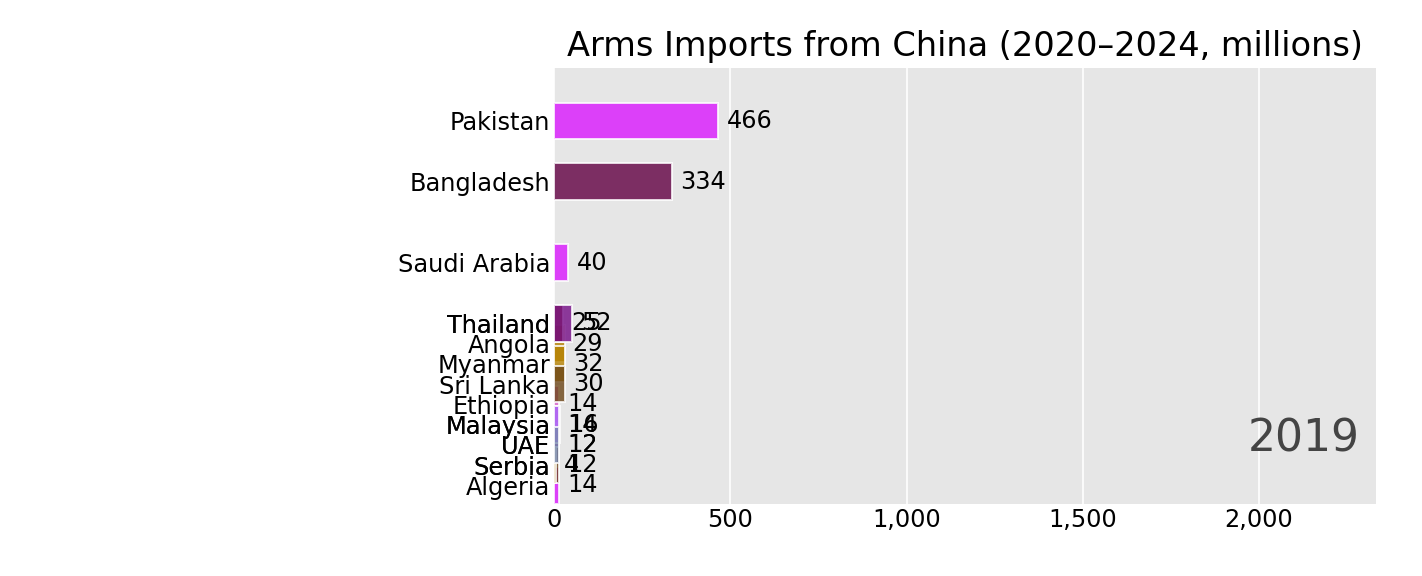 Arms Imports from China (2020–2024, millions)
Pakistan 466
Bangladesh 334
Saudi Arabia 40
Thailand 52
Angola 29
Myanmar 32
Sri Lanka 30
Ethiopia 14
Malaysia
UAE 12
Serbia 12
Algeria 14
2019
0 500 1,000 1,500 2,000